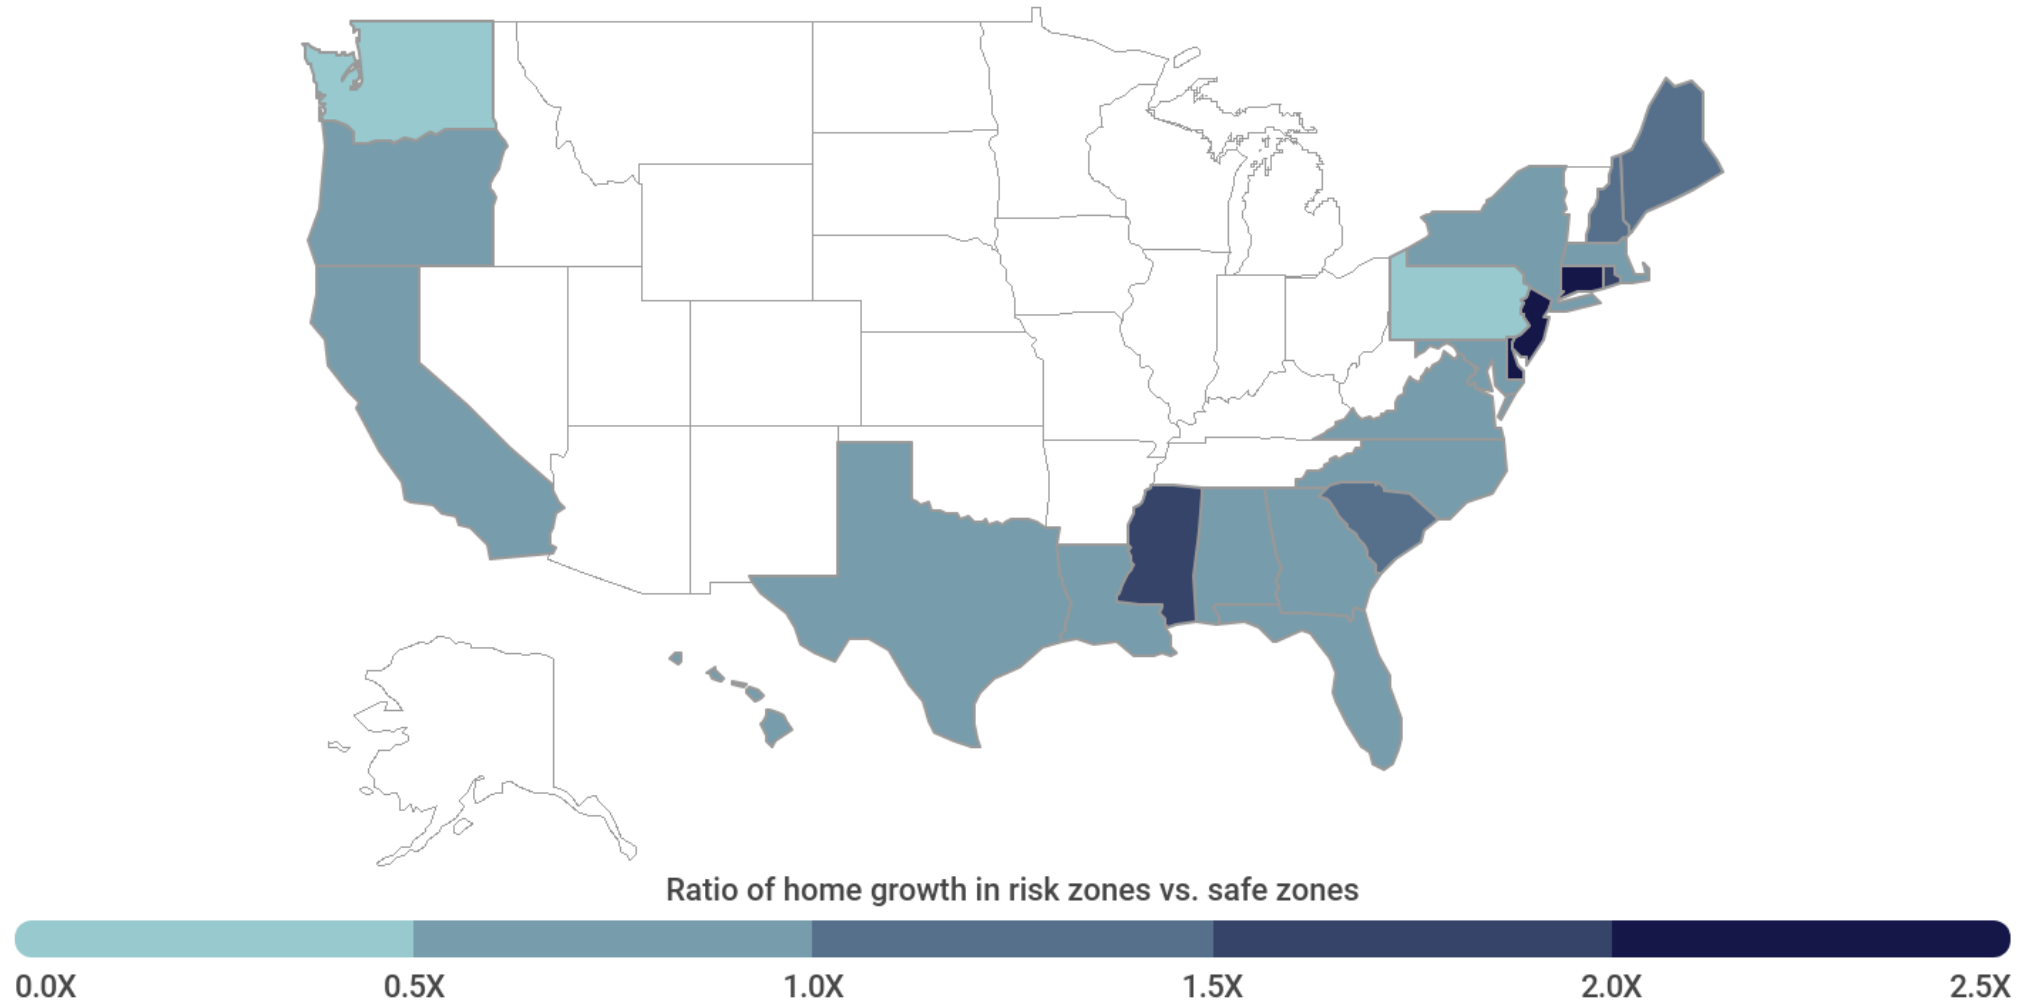 Ratio of home growth in risk zones vs. safe zones
0.0X 0.5X 1.0X 1.5X 2.0X 2.5X